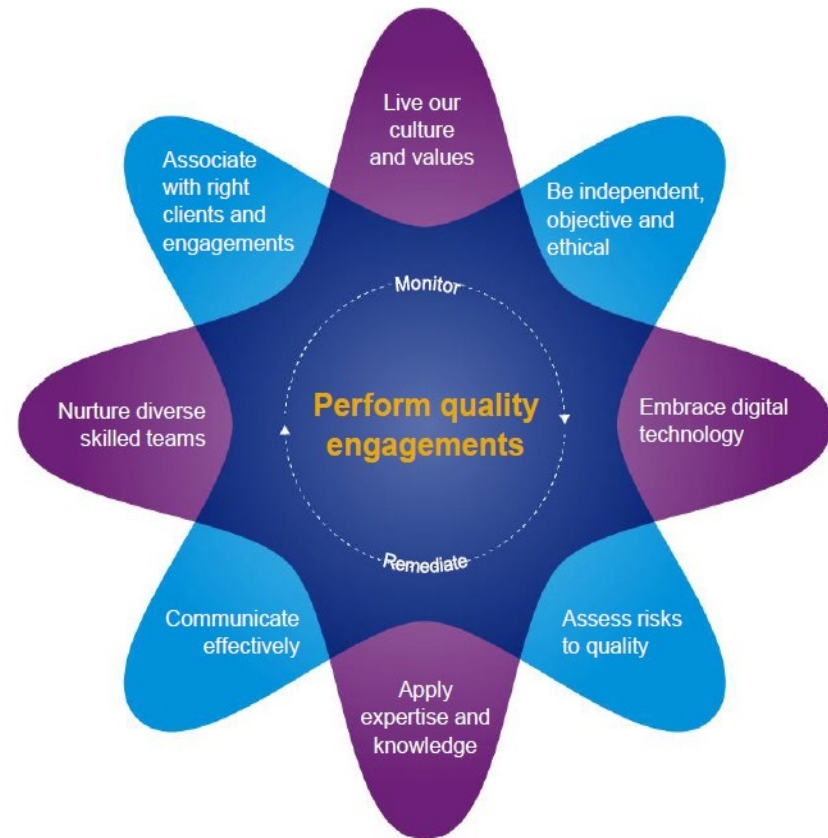 Live our
culture
and values
Be independent,
objective and
ethical
Embrace digital
technology
Assess risks
to quality
Apply
expertise and
knowledge
Communicate
effectively
Nurture diverse
skilled teams
Associate
with right
clients and
engagements
Monitor
Perform quality
engagements
Remediate